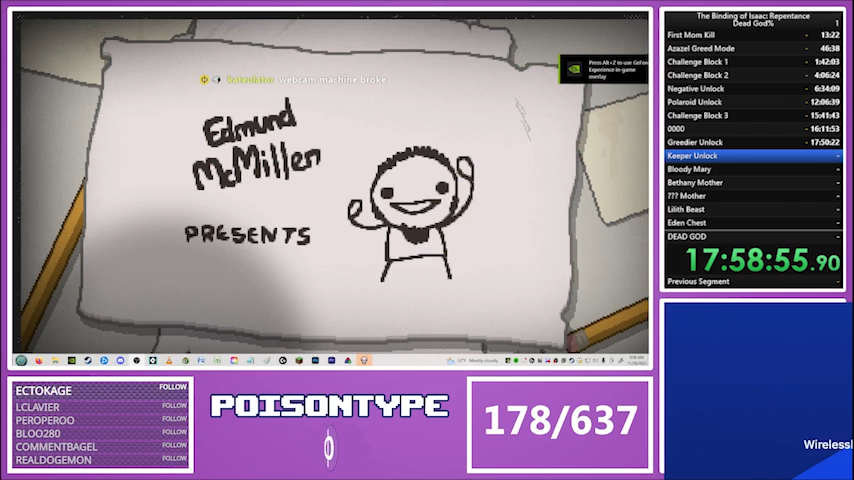 Edmund
McMillen
PRESENTS
kateulator webcam machine broke
Press Alt+Z to use GeForce
Experience in-game
overlay
The Binding of Isaac: Repentance
Dead God% 1
First Mom Kill - 13:22
Azazel Greed Mode - 46:38
Challenge Block 1 - 1:42:03
Challenge Block 2 - 4:06:24
Negative Unlock - 6:34:09
Polaroid Unlock - 12:06:39
Challenge Block 3 - 15:41:43
0000 - 16:11:53
Greedier Unlock - 17:50:22
Keeper Unlock -
Bloody Mary -
Bethany Mother -
??? Mother -
Lilith Beast -
Eden Chest -
DEAD GOD -
17:58:55.90
Previous Segment -
Mostly cloudy
ECTOKAGE FOLLOW
LCLAVIER FOLLOW
PEROPEROO FOLLOW
BLOO280 FOLLOW
COMMENTBAGEL FOLLOW
REALDOGEMON FOLLOW
POISONTYPE
178/637
Wireless